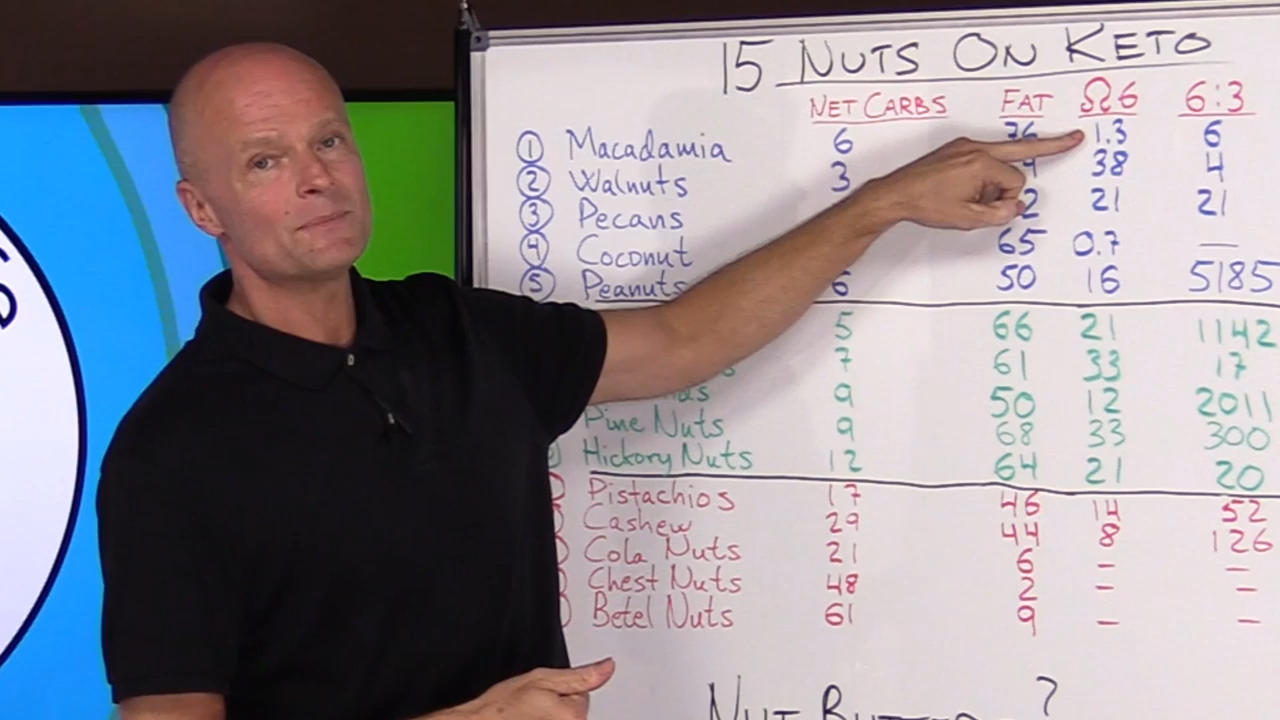 15 NUTS ON KETO
NET CARBS FAT Ω6 6:3
1 Macadamia 6 76 1.3 6
2 Walnuts 3 38 4
3 Pecans 21 21
4 Coconut 65 0.7 —
5 Peanuts 6 50 16 5185
5 66 21 1142
7 61 33 17
9 50 12 2011
Pine Nuts 9 68 33 300
Hickory Nuts 12 64 21 20
Pistachios 17 46 14 52
Cashew 29 44 8 126
Cola Nuts 21 6 - -
Chest Nuts 48 2 - -
Betel Nuts 61 9 - -
?